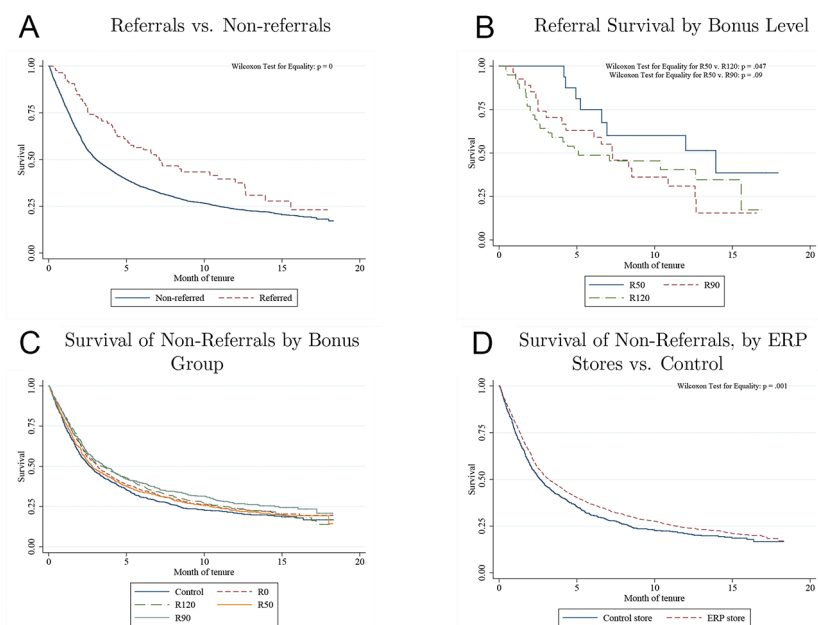 A
Referrals vs. Non-referrals
Wilcoxon Test for Equality: p = 0
Survival
1.00
0.75
0.50
0.25
0.00
0 5 10 15 20
Month of tenure
Non-referred Referred
B
Referral Survival by Bonus Level
Wilcoxon Test for Equality for R50 v. R120: p = .047
Wilcoxon Test for Equality for R50 v. R90: p = .09
Survival
1.00
0.75
0.50
0.25
0.00
0 5 10 15 20
Month of tenure
R50 R90
R120
C
Survival of Non-Referrals by Bonus
Group
Survival
1.00
0.75
0.50
0.25
0.00
0 5 10 15 20
Month of tenure
Control R0
R120 R50
R90
D
Survival of Non-Referrals, by ERP
Stores vs. Control
Wilcoxon Test for Equality: p = .001
Survival
1.00
0.75
0.50
0.25
0.00
0 5 10 15 20
Month of tenure
Control store ERP store